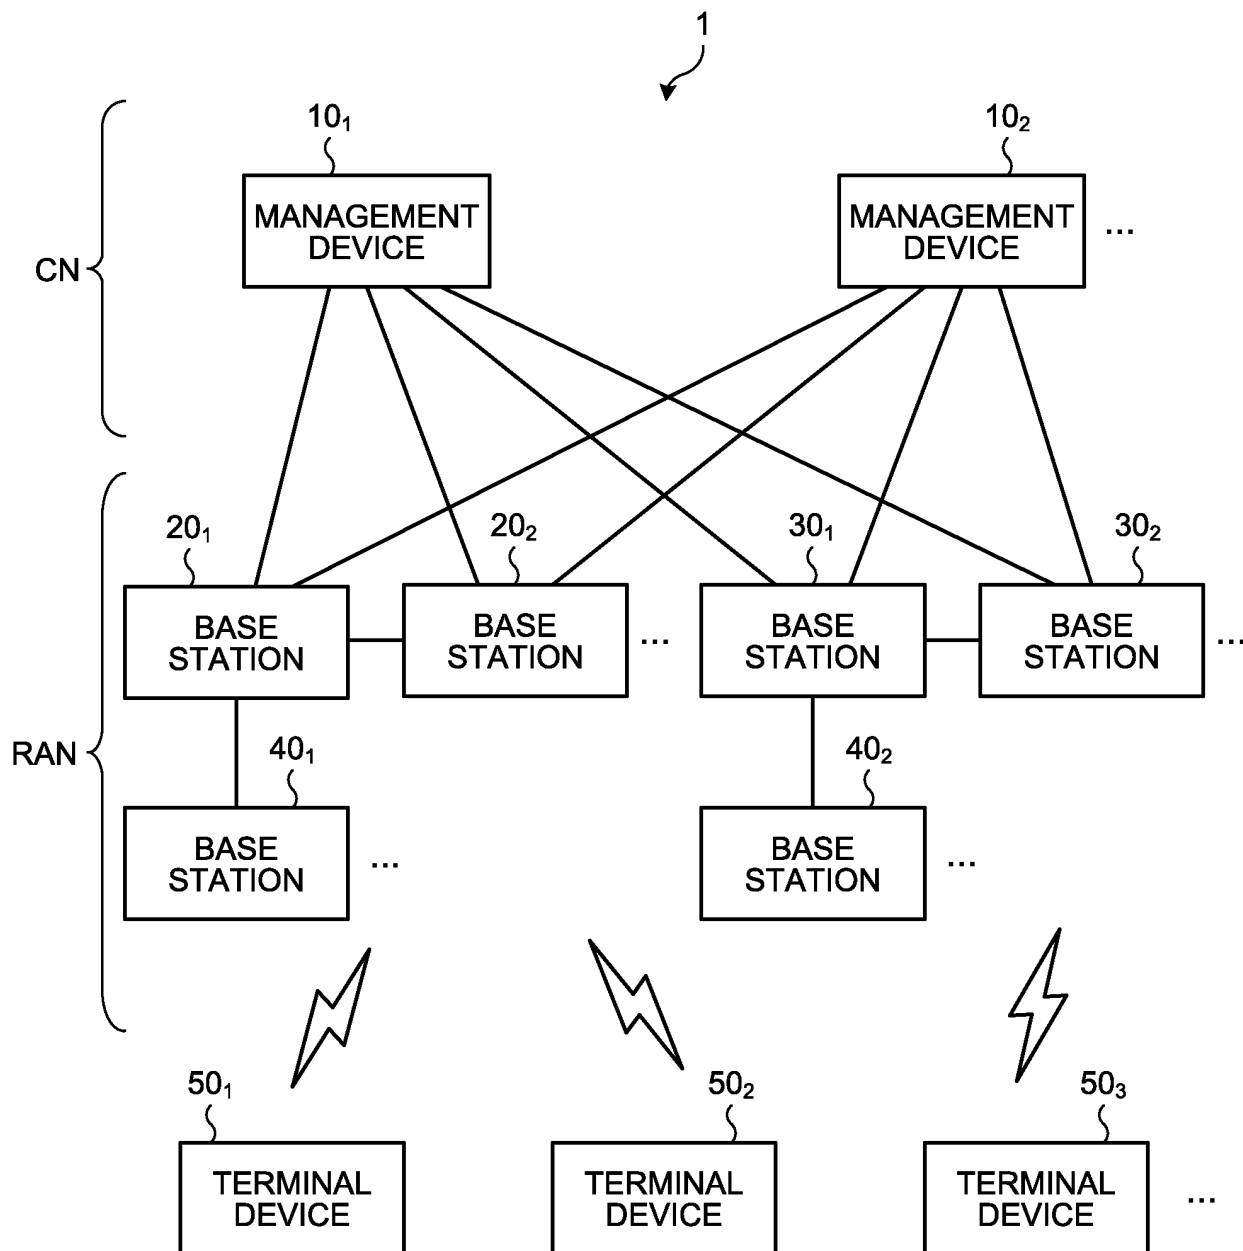 1
10₁
10₂
MANAGEMENT
DEVICE
MANAGEMENT
DEVICE
...
CN
20₁
20₂
30₁
30₂
BASE
STATION
BASE
STATION
...
BASE
STATION
BASE
STATION
...
RAN
40₁
40₂
BASE
STATION
...
BASE
STATION
...
50₁
50₂
50₃
TERMINAL
DEVICE
TERMINAL
DEVICE
TERMINAL
DEVICE
...